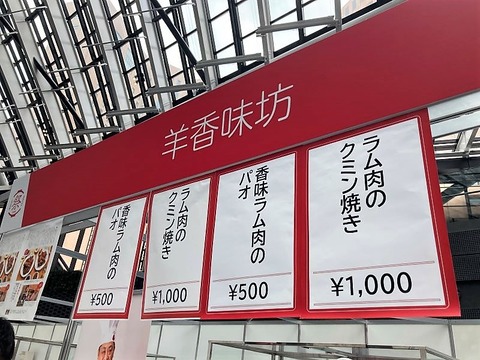 羊香味坊
香味ラム肉の
パオ
¥500
ラム肉の
クミン焼き
¥1,000
香味ラム肉の
パオ
¥500
ラム肉の
クミン焼き
¥1,000